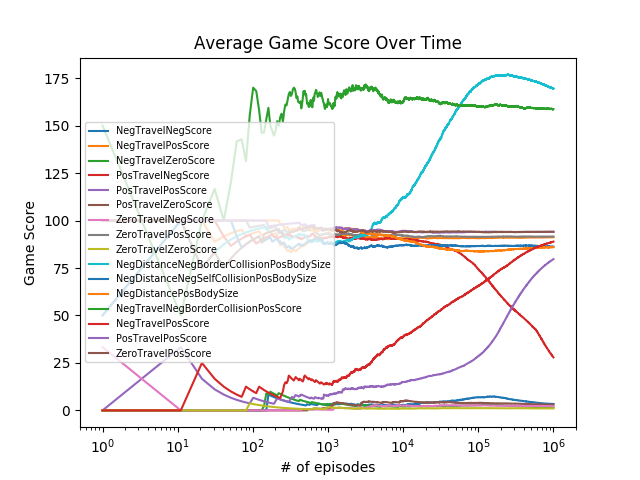 Average Game Score Over Time
Game Score
175
150
125
100
75
50
25
0
NegTravelNegScore
NegTravelPosScore
NegTravelZeroScore
PosTravelNegScore
PosTravelPosScore
PosTravelZeroScore
ZeroTravelNegScore
ZeroTravelPosScore
ZeroTravelZeroScore
NegDistanceNegBorderCollisionPosBodySize
NegDistanceNegSelfCollisionPosBodySize
NegDistancePosBodySize
NegTravelNegBorderCollisionPosScore
NegTravelPosScore
PosTravelPosScore
ZeroTravelPosScore
10⁰ 10¹ 10² 10³ 10⁴ 10⁵ 10⁶
# of episodes